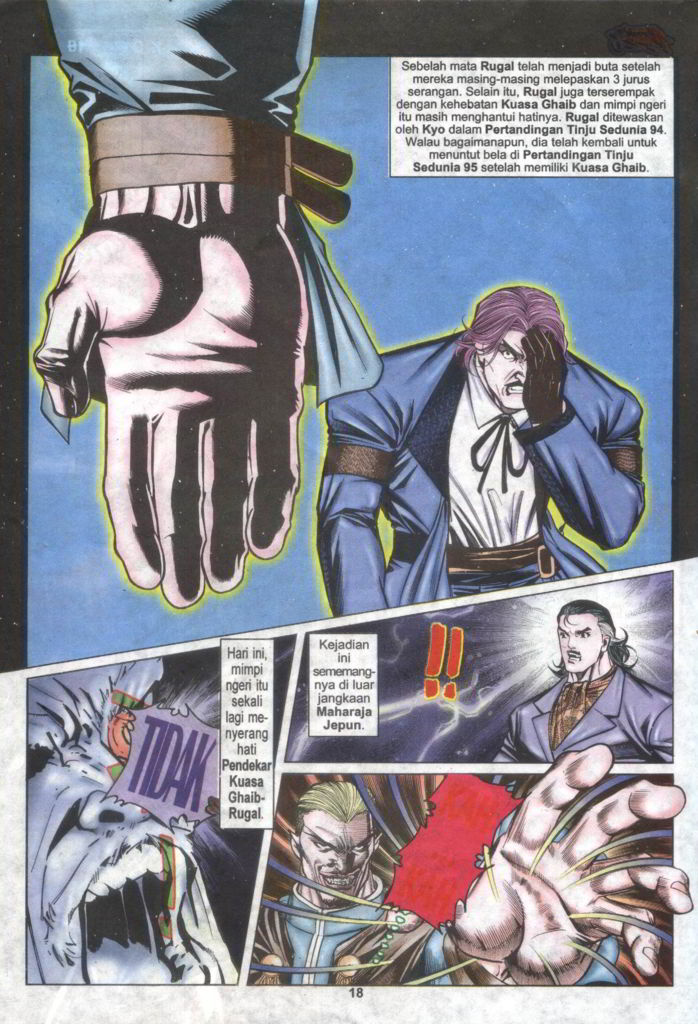 Sebelah mata Rugal telah menjadi buta setelah
mereka masing-masing melepaskan 3 jurus
serangan. Selain itu, Rugal juga terserempak
dengan kehebatan Kuasa Ghaib dan mimpi ngeri
itu masih menghantui hatinya. Rugal ditewaskan
oleh Kyo dalam Pertandingan Tinju Sedunia 94.
Walau bagaimanapun, dia telah kembali untuk
menuntut bela di Pertandingan Tinju
Sedunia 95 setelah memiliki Kuasa Ghaib.
Kejadian
ini
sememang-
nya di luar
jangkaan
Maharaja
Jepun.
!!
Hari ini,
mimpi
ngeri itu
sekali
lagi me-
nyerang
hati
Pendekar
Kuasa
Ghaib-
Rugal.
TIDAK
18